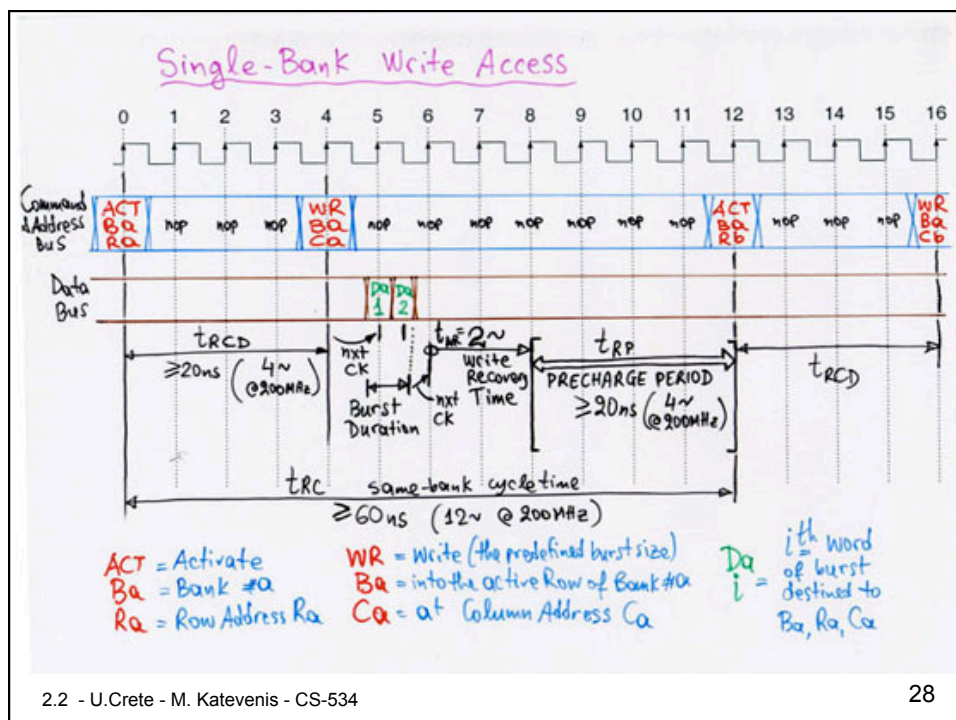 Single-Bank Write Access
0 1 2 3 4 5 6 7 8 9 10 11 12 13 14 15 16
Command
&Address
Bus
ACT
Ba
Ra
nop nop nop
WR
Ba
Ca
nop nop nop nop nop nop nop
ACT
Ba
Rb
nop nop nop
WR
Ba
Cb
Data
Bus
Da
1
Da
2
tRCD
≥20ns (4~ @200MHz)
nxt
CK
Burst
Duration
nxt
CK
tWR=2~
Write
Recovery
Time
tRP
PRECHARGE PERIOD
≥20ns (4~ @200MHz)
tRCD
tRC same-bank cycle time
≥60ns (12~ @ 200MHz)
ACT = Activate
Ba = Bank #a
Ra = Row Address Ra
WR = Write (the predefined burst size)
Ba = into the active Row of Bank #a
Ca = at Column Address Ca
Da
i = ith word
of burst
destined to
Ba, Ra, Ca
2.2 - U.Crete - M. Katevenis - CS-534
28